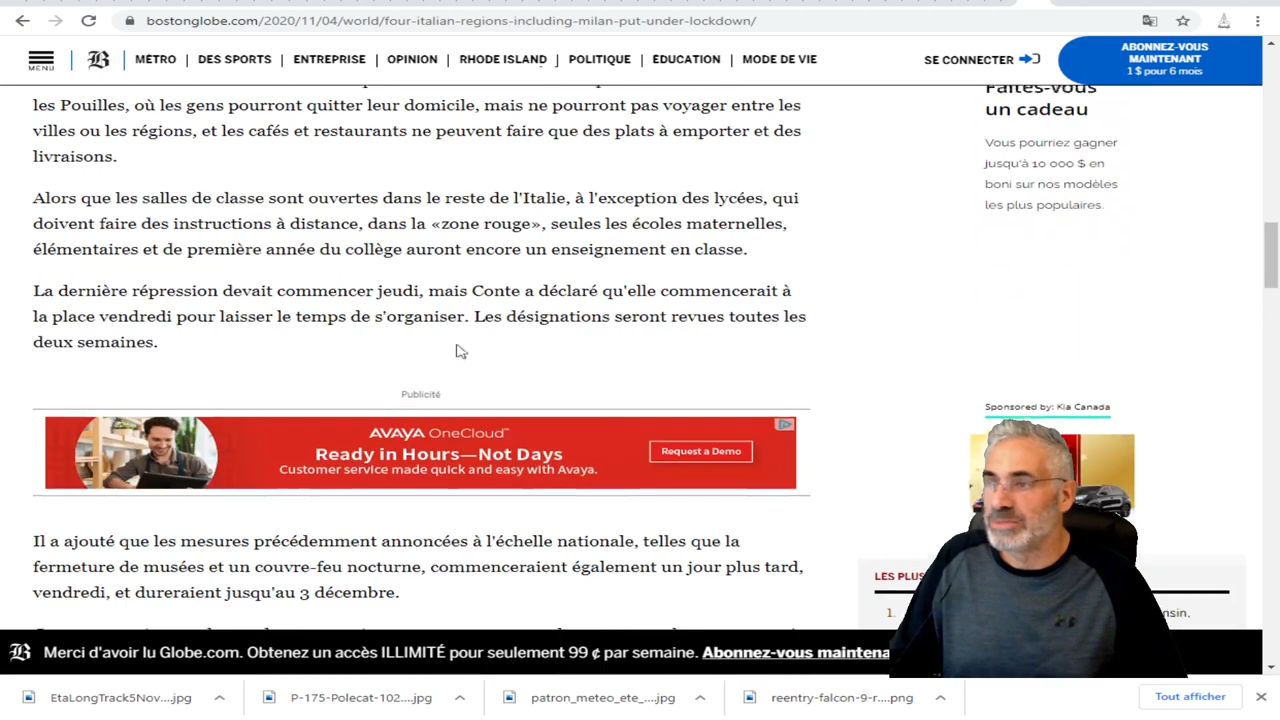 bostonglobe.com/2020/11/04/world/four-italian-regions-including-milan-put-under-lockdown/
MENU
B
MÉTRO | DES SPORTS | ENTREPRISE | OPINION | RHODE ISLAND | POLITIQUE | ÉDUCATION | MODE DE VIE
SE CONNECTER
ABONNEZ-VOUS
MAINTENANT
1 $ pour 6 mois
les Pouilles, où les gens pourront quitter leur domicile, mais ne pourront pas voyager entre les
villes ou les régions, et les cafés et restaurants ne peuvent faire que des plats à emporter et des
livraisons.
Alors que les salles de classe sont ouvertes dans le reste de l'Italie, à l'exception des lycées, qui
doivent faire des instructions à distance, dans la «zone rouge», seules les écoles maternelles,
élémentaires et de première année du collège auront encore un enseignement en classe.
La dernière répression devait commencer jeudi, mais Conte a déclaré qu'elle commencerait à
la place vendredi pour laisser le temps de s'organiser. Les désignations seront revues toutes les
deux semaines.
Publicité
AVAYA OneCloud™
Ready in Hours—Not Days
Customer service made quick and easy with Avaya.
Request a Demo
Il a ajouté que les mesures précédemment annoncées à l'échelle nationale, telles que la
fermeture de musées et un couvre-feu nocturne, commenceraient également un jour plus tard,
vendredi, et dureraient jusqu'au 3 décembre.
Faites-vous
un cadeau
Vous pourriez gagner
jusqu'à 10 000 $ en
boni sur nos modèles
les plus populaires.
Sponsored by: Kia Canada
LES PLUS
1.
B Merci d'avoir lu Globe.com. Obtenez un accès ILLIMITÉ pour seulement 99 ¢ par semaine. Abonnez-vous maintena
EtaLongTrack5Nov....jpg
P-175-Polecat-102....jpg
patron_meteo_ete_....jpg
reentry-falcon-9-r....png
Tout afficher